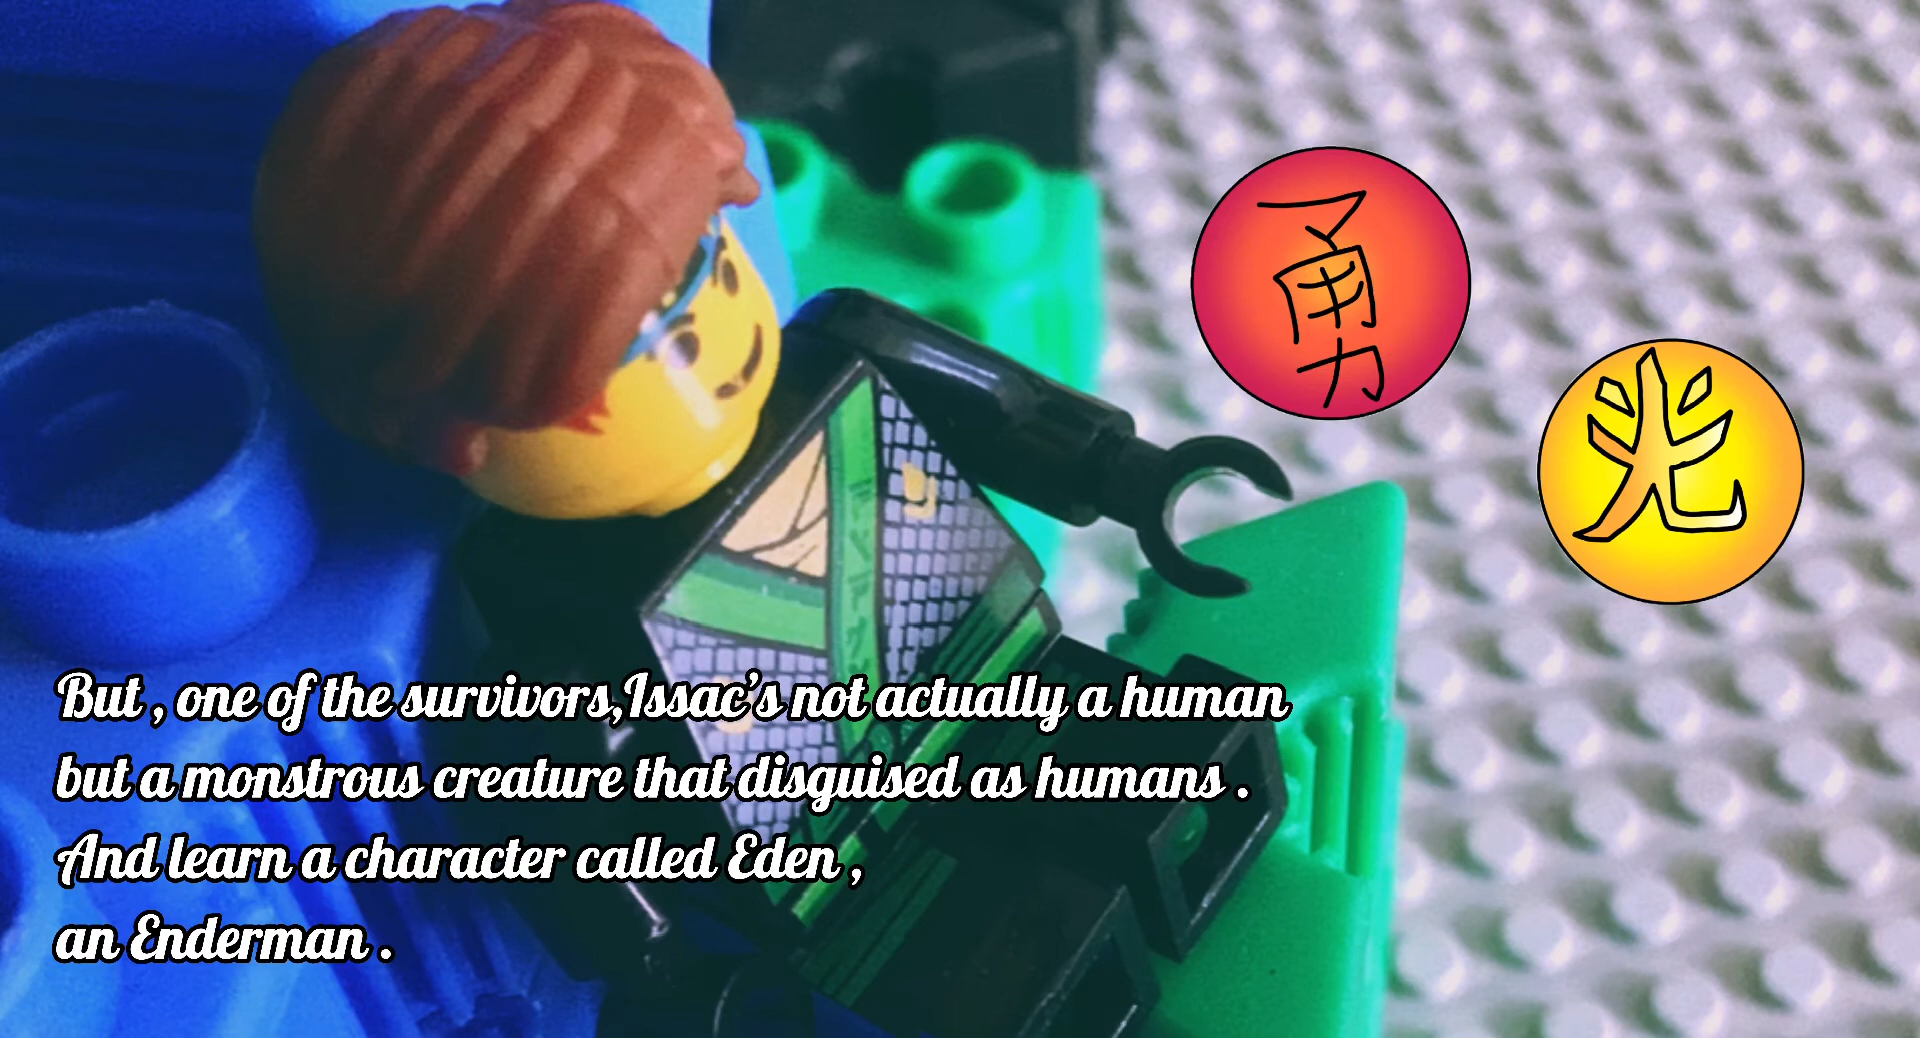 勇
光
But , one of the survivors,Issac's not actually a human
but a monstrous creature that disguised as humans .
And learn a character called Eden ,
an Enderman .